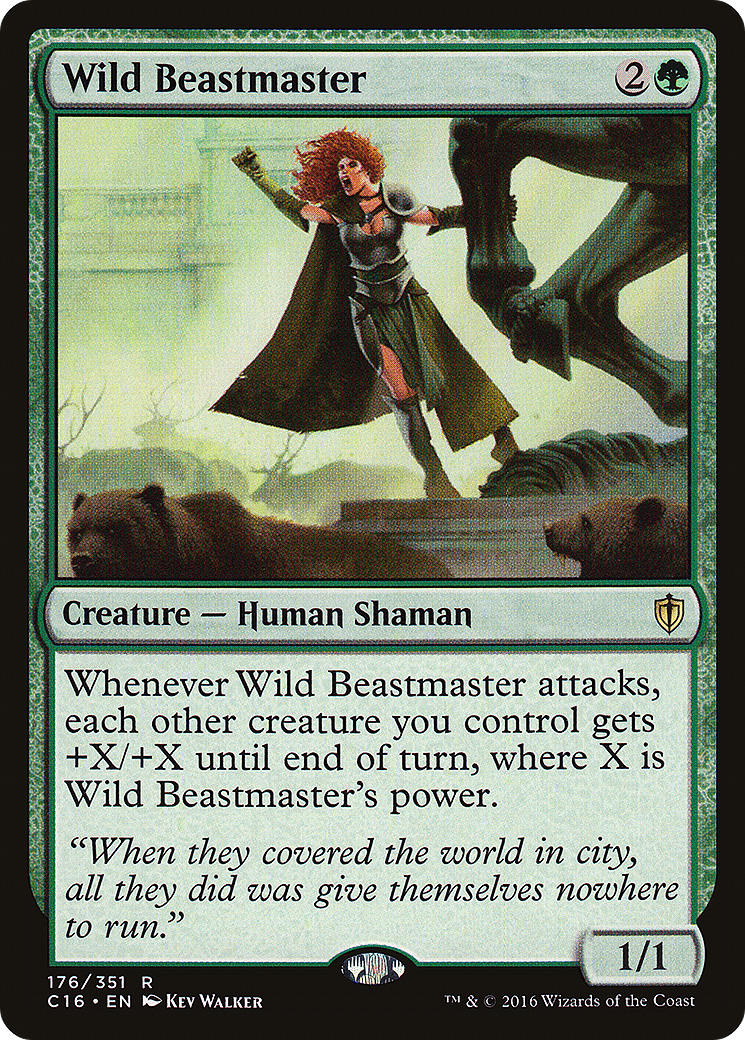 Wild Beastmaster 2
Creature — Human Shaman
Whenever Wild Beastmaster attacks,
each other creature you control gets
+X/+X until end of turn, where X is
Wild Beastmaster's power.
“When they covered the world in city,
all they did was give themselves nowhere
to run.”
1/1
176/351 R
C16 • EN Kev Walker
™ & © 2016 Wizards of the Coast